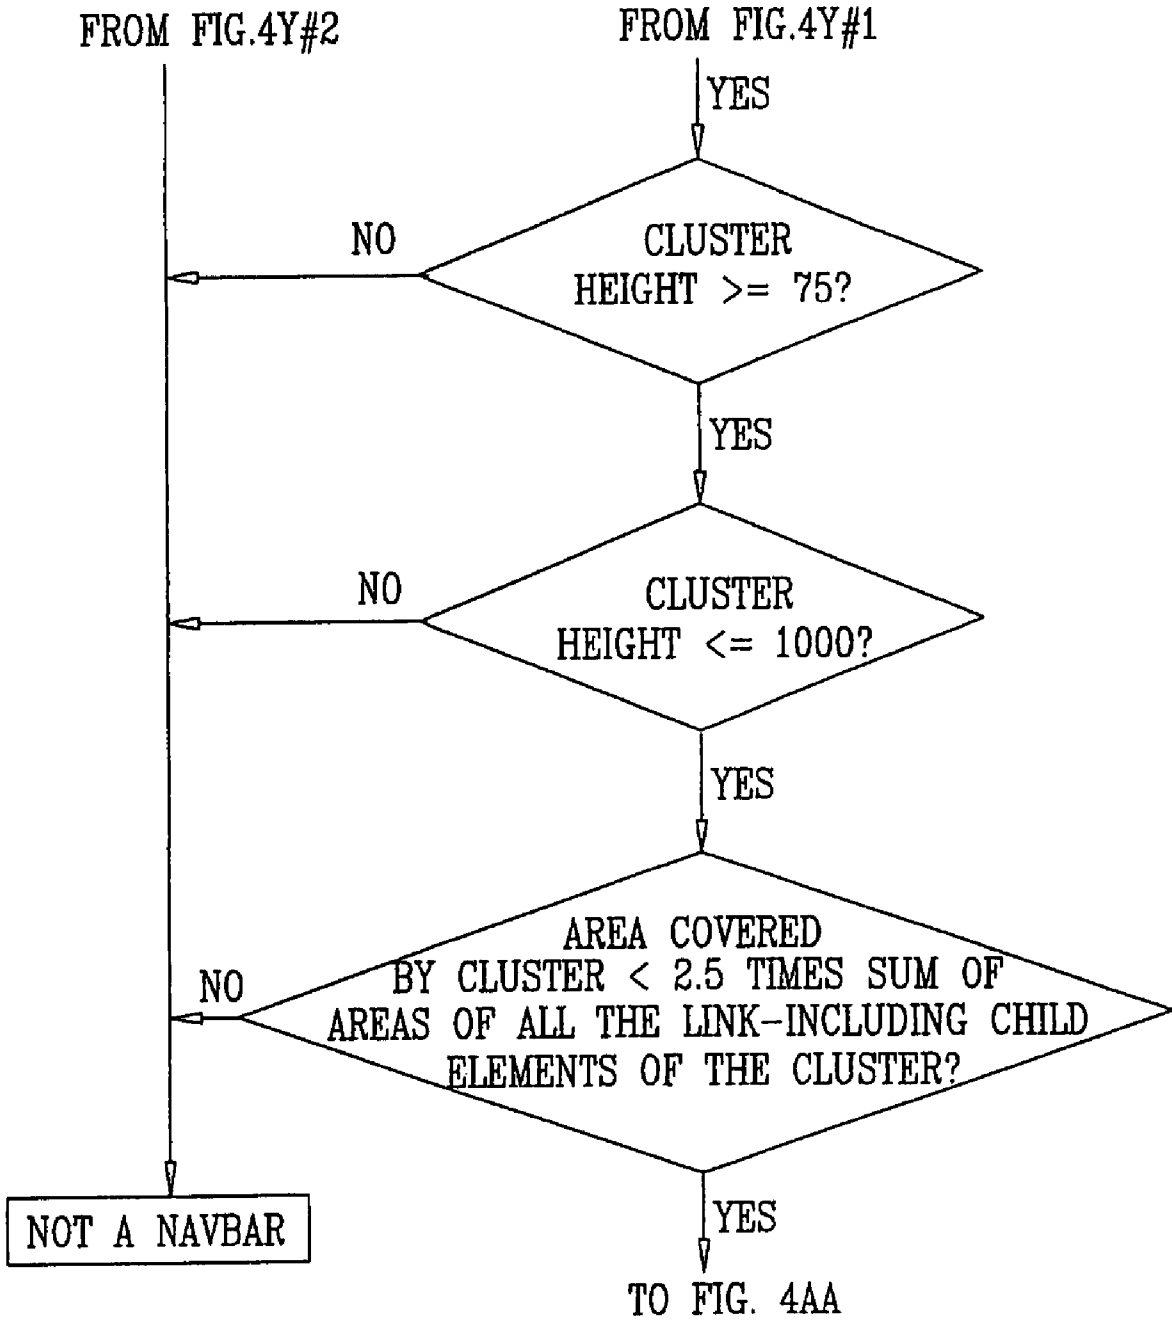 FROM FIG.4Y#2
FROM FIG.4Y#1
YES
NO
CLUSTER
HEIGHT >= 75?
YES
NO
CLUSTER
HEIGHT <= 1000?
YES
NO
AREA COVERED
BY CLUSTER < 2.5 TIMES SUM OF
AREAS OF ALL THE LINK-INCLUDING CHILD
ELEMENTS OF THE CLUSTER?
NOT A NAVBAR
YES
TO FIG. 4AA